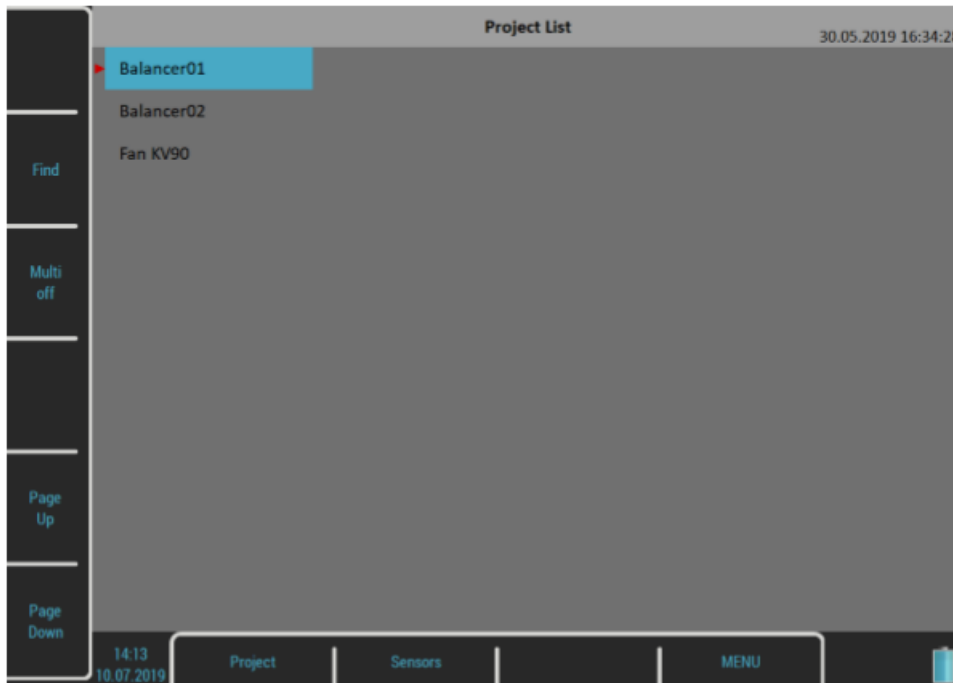 Project List
30.05.2019 16:34:28
Balancer01
Balancer02
Fan KV90
Find
Multi
off
Page
Up
Page
Down
14:13
10.07.2019
Project
Sensors
MENU